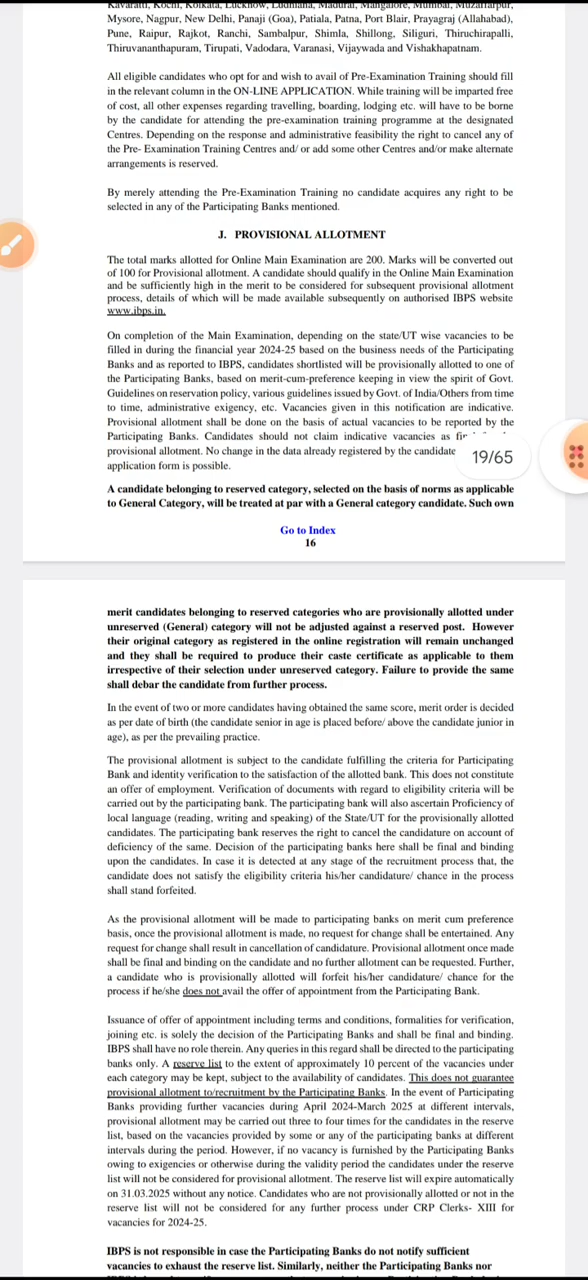 Kavaratti, Kochi, Kolkata, Lucknow, Ludhiana, Madurai, Mangalore, Mumbai, Muzaffarpur,
Mysore, Nagpur, New Delhi, Panaji (Goa), Patiala, Patna, Port Blair, Prayagraj (Allahabad),
Pune, Raipur, Rajkot, Ranchi, Sambalpur, Shimla, Shillong, Siliguri, Thiruchirapalli,
Thiruvananthapuram, Tirupati, Vadodara, Varanasi, Vijaywada and Vishakhapatnam.
All eligible candidates who opt for and wish to avail of Pre-Examination Training should fill
in the relevant column in the ON-LINE APPLICATION. While training will be imparted free
of cost, all other expenses regarding travelling, boarding, lodging etc. will have to be borne
by the candidate for attending the pre-examination training programme at the designated
Centres. Depending on the response and administrative feasibility the right to cancel any of
the Pre- Examination Training Centres and/ or add some other Centres and/or make alternate
arrangements is reserved.
By merely attending the Pre-Examination Training no candidate acquires any right to be
selected in any of the Participating Banks mentioned.
J. PROVISIONAL ALLOTMENT
The total marks allotted for Online Main Examination are 200. Marks will be converted out
of 100 for Provisional allotment. A candidate should qualify in the Online Main Examination
and be sufficiently high in the merit to be considered for subsequent provisional allotment
process, details of which will be made available subsequently on authorised IBPS website
www.ibps.in.
On completion of the Main Examination, depending on the state/UT wise vacancies to be
filled in during the financial year 2024-25 based on the business needs of the Participating
Banks and as reported to IBPS, candidates shortlisted will be provisionally allotted to one of
the Participating Banks, based on merit-cum-preference keeping in view the spirit of Govt.
Guidelines on reservation policy, various guidelines issued by Govt. of India/Others from time
to time, administrative exigency, etc. Vacancies given in this notification are indicative.
Provisional allotment shall be done on the basis of actual vacancies to be reported by the
Participating Banks. Candidates should not claim indicative vacancies as
provisional allotment. No change in the data already registered by the candidate
application form is possible.
19/65
A candidate belonging to reserved category, selected on the basis of norms as applicable
to General Category, will be treated at par with a General category candidate. Such own
Go to Index
16
merit candidates belonging to reserved categories who are provisionally allotted under
unreserved (General) category will not be adjusted against a reserved post. However
their original category as registered in the online registration will remain unchanged
and they shall be required to produce their caste certificate as applicable to them
irrespective of their selection under unreserved category. Failure to provide the same
shall debar the candidate from further process.
In the event of two or more candidates having obtained the same score, merit order is decided
as per date of birth (the candidate senior in age is placed before/ above the candidate junior in
age), as per the prevailing practice.
The provisional allotment is subject to the candidate fulfilling the criteria for Participating
Bank and identity verification to the satisfaction of the allotted bank. This does not constitute
an offer of employment. Verification of documents with regard to eligibility criteria will be
carried out by the participating bank. The participating bank will also ascertain Proficiency of
local language (reading, writing and speaking) of the State/UT for the provisionally allotted
candidates. The participating bank reserves the right to cancel the candidature on account of
deficiency of the same. Decision of the participating banks here shall be final and binding
upon the candidates. In case it is detected at any stage of the recruitment process that, the
candidate does not satisfy the eligibility criteria his/her candidature/ chance in the process
shall stand forfeited.
As the provisional allotment will be made to participating banks on merit cum preference
basis, once the provisional allotment is made, no request for change shall be entertained. Any
request for change shall result in cancellation of candidature. Provisional allotment once made
shall be final and binding on the candidate and no further allotment can be requested. Further,
a candidate who is provisionally allotted will forfeit his/her candidature/ chance for the
process if he/she does not avail the offer of appointment from the Participating Bank.
Issuance of offer of appointment including terms and conditions, formalities for verification,
joining etc. is solely the decision of the Participating Banks and shall be final and binding.
IBPS shall have no role therein. Any queries in this regard shall be directed to the participating
banks only. A reserve list to the extent of approximately 10 percent of the vacancies under
each category may be kept, subject to the availability of candidates. This does not guarantee
provisional allotment to/recruitment by the Participating Banks. In the event of Participating
Banks providing further vacancies during April 2024-March 2025 at different intervals,
provisional allotment may be carried out three to four times for the candidates in the reserve
list, based on the vacancies provided by some or any of the participating banks at different
intervals during the period. However, if no vacancy is furnished by the Participating Banks
owing to exigencies or otherwise during the validity period the candidates under the reserve
list will not be considered for provisional allotment. The reserve list will expire automatically
on 31.03.2025 without any notice. Candidates who are not provisionally allotted or not in the
reserve list will not be considered for any further process under CRP Clerks- XIII for
vacancies for 2024-25.
IBPS is not responsible in case the Participating Banks do not notify sufficient
vacancies to exhaust the reserve list. Similarly, neither the Participating Banks nor